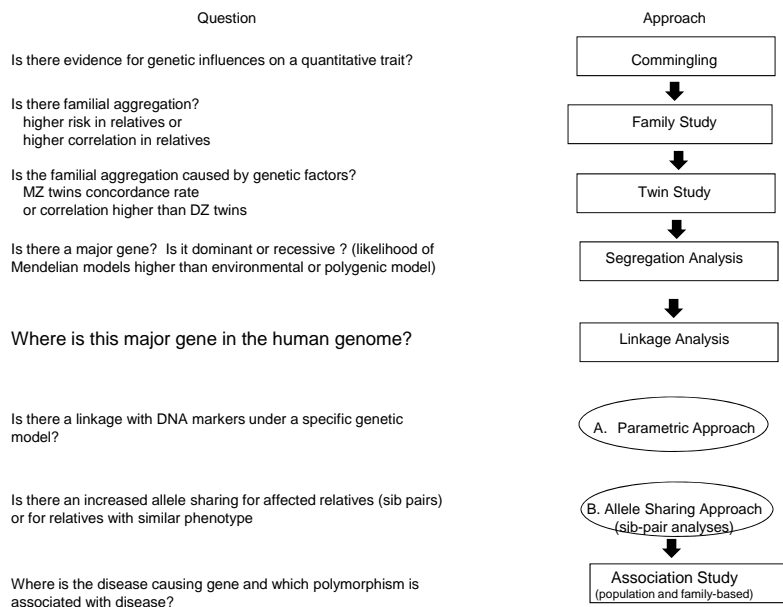 Question
Approach
Is there evidence for genetic influences on a quantitative trait?
Commingling
Is there familial aggregation?
higher risk in relatives or
higher correlation in relatives
Family Study
Is the familial aggregation caused by genetic factors?
MZ twins concordance rate
or correlation higher than DZ twins
Twin Study
Is there a major gene? Is it dominant or recessive ? (likelihood of
Mendelian models higher than environmental or polygenic model)
Segregation Analysis
Where is this major gene in the human genome?
Linkage Analysis
Is there a linkage with DNA markers under a specific genetic
model?
A. Parametric Approach
Is there an increased allele sharing for affected relatives (sib pairs)
or for relatives with similar phenotype
B. Allele Sharing Approach
(sib-pair analyses)
Where is the disease causing gene and which polymorphism is
associated with disease?
Association Study
(population and family-based)